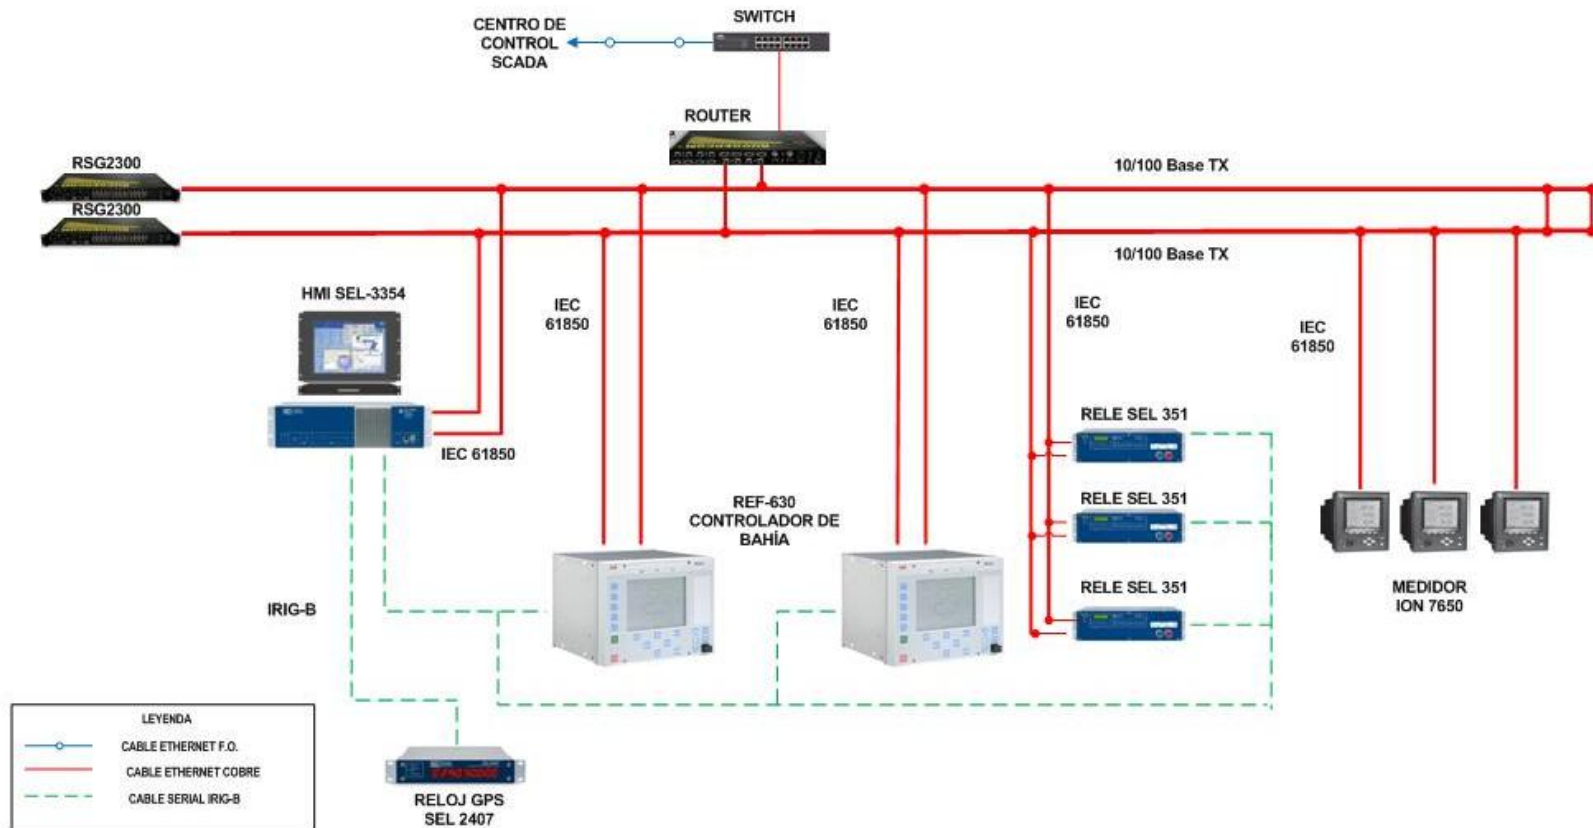 CENTRO DE
CONTROL
SCADA
SWITCH
ROUTER
RSG2300
10/100 Base TX
RSG2300
10/100 Base TX
HMI SEL-3354
IEC
61850
IEC
61850
IEC
61850
IEC
61850
IEC 61850
RELE SEL 351
RELE SEL 351
REF-630
CONTROLADOR DE
BAHÍA
RELE SEL 351
MEDIDOR
ION 7650
IRIG-B
LEYENDA
CABLE ETHERNET F.O.
CABLE ETHERNET COBRE
CABLE SERIAL IRIG-B
RELOJ GPS
SEL 2407